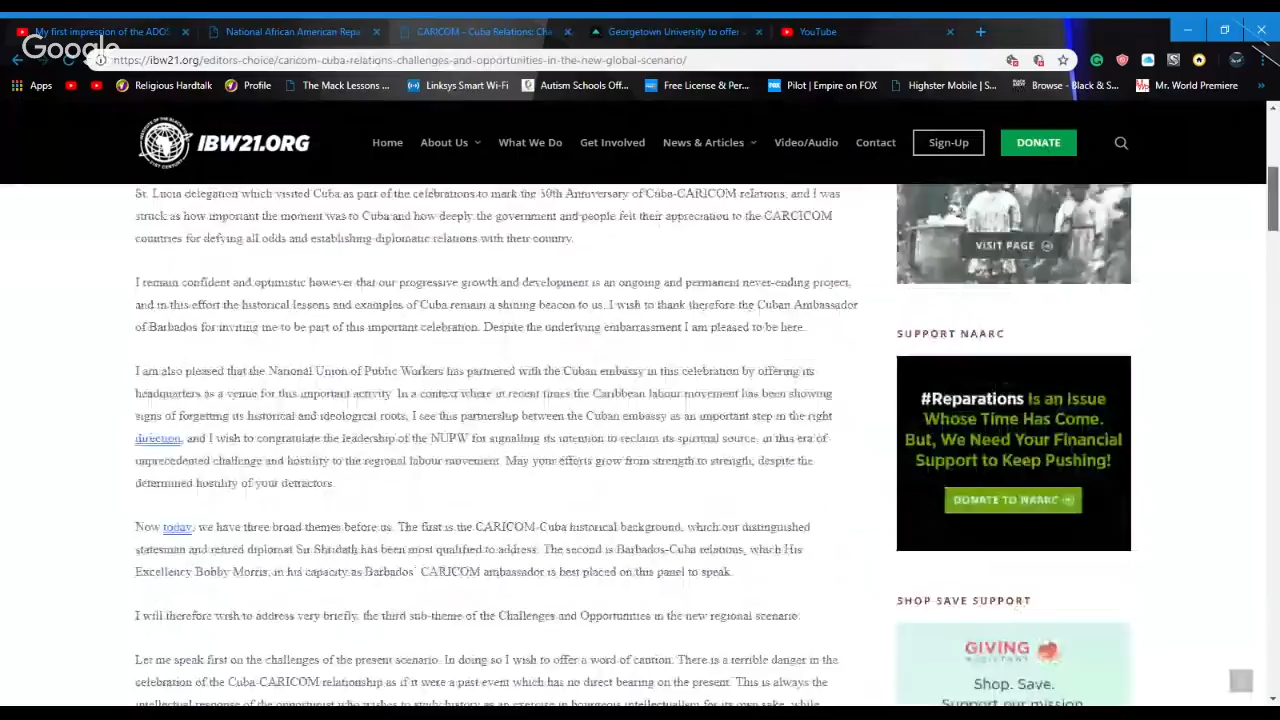 My first impression of the ADOS
National African American Repa
CARICOM – Cuba Relations: Cha
Georgetown University to offer
YouTube
Google
https://ibw21.org/editors-choice/caricom-cuba-relations-challenges-and-opportunities-in-the-new-global-scenario/
Apps
Religious Hardtalk
Profile
The Mack Lessons ...
Linksys Smart Wi-Fi
Autism Schools Off...
Free License & Per...
Pilot | Empire on FOX
Highster Mobile | S...
Browse - Black & S...
Mr. World Premiere
IBW21.ORG
Home
About Us
What We Do
Get Involved
News & Articles
Video/Audio
Contact
Sign-Up
DONATE
St. Lucia delegation which visited Cuba as part of the celebrations to mark the 30th Anniversary of Cuba-CARICOM relations, and I was
struck as how important the moment was to Cuba and how deeply the government and people felt their appreciation to the CARCICOM
countries for defying all odds and establishing diplomatic relations with their country.
I remain confident and optimistic however that our progressive growth and development is an ongoing and permanent never-ending project,
and in this effort the historical lessons and examples of Cuba remain a shining beacon to us. I wish to thank therefore the Cuban Ambassador
of Barbados for inviting me to be part of this important celebration. Despite the underlying embarrassment I am pleased to be here.
I am also pleased that the National Union of Public Workers has partnered with the Cuban embassy in this celebration by offering its
headquarters as a venue for this important activity. In a context where in recent times the Caribbean labour movement has been showing
signs of forgetting its historical and ideological roots, I see this partnership between the Cuban embassy as an important step in the right
direction, and I wish to congratulate the leadership of the NUPW for signalling its intention to reclaim its spiritual source, in this era of
unprecedented challenge and hostility to the regional labour movement. May your efforts grow from strength to strength, despite the
determined hostility of your detractors.
Now today, we have three broad themes before us. The first is the CARICOM-Cuba historical background, which our distinguished
statesman and retired diplomat Sir Shridath has been most qualified to address. The second is Barbados-Cuba relations, which His
Excellency Bobby Morris, in his capacity as Barbados' CARICOM ambassador is best placed on this panel to speak.
I will therefore wish to address very briefly, the third sub-theme of the Challenges and Opportunities in the new regional scenario.
Let me speak first on the challenges of the present scenario. In doing so I wish to offer a word of caution. There is a terrible danger in the
celebration of the Cuba-CARICOM relationship as if it were a past event which has no direct bearing on the present. This is always the
intellectual response of the opportunist who wishes to study history as an exercise in bourgeois intellectualism for its own sake, while
VISIT PAGE
SUPPORT NAARC
#Reparations is an Issue
Whose Time Has Come.
But, We Need Your Financial
Support to Keep Pushing!
DONATE TO NAARC
SHOP SAVE SUPPORT
GIVING
Shop. Save.
Support our mission